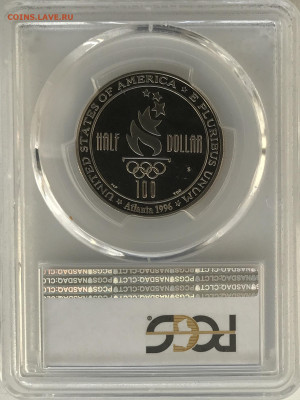 COINS.LAVE.RU
UNITED STATES OF AMERICA • E PLURIBUS UNUM •
HALF DOLLAR
100
Atlanta 1996
PCGS